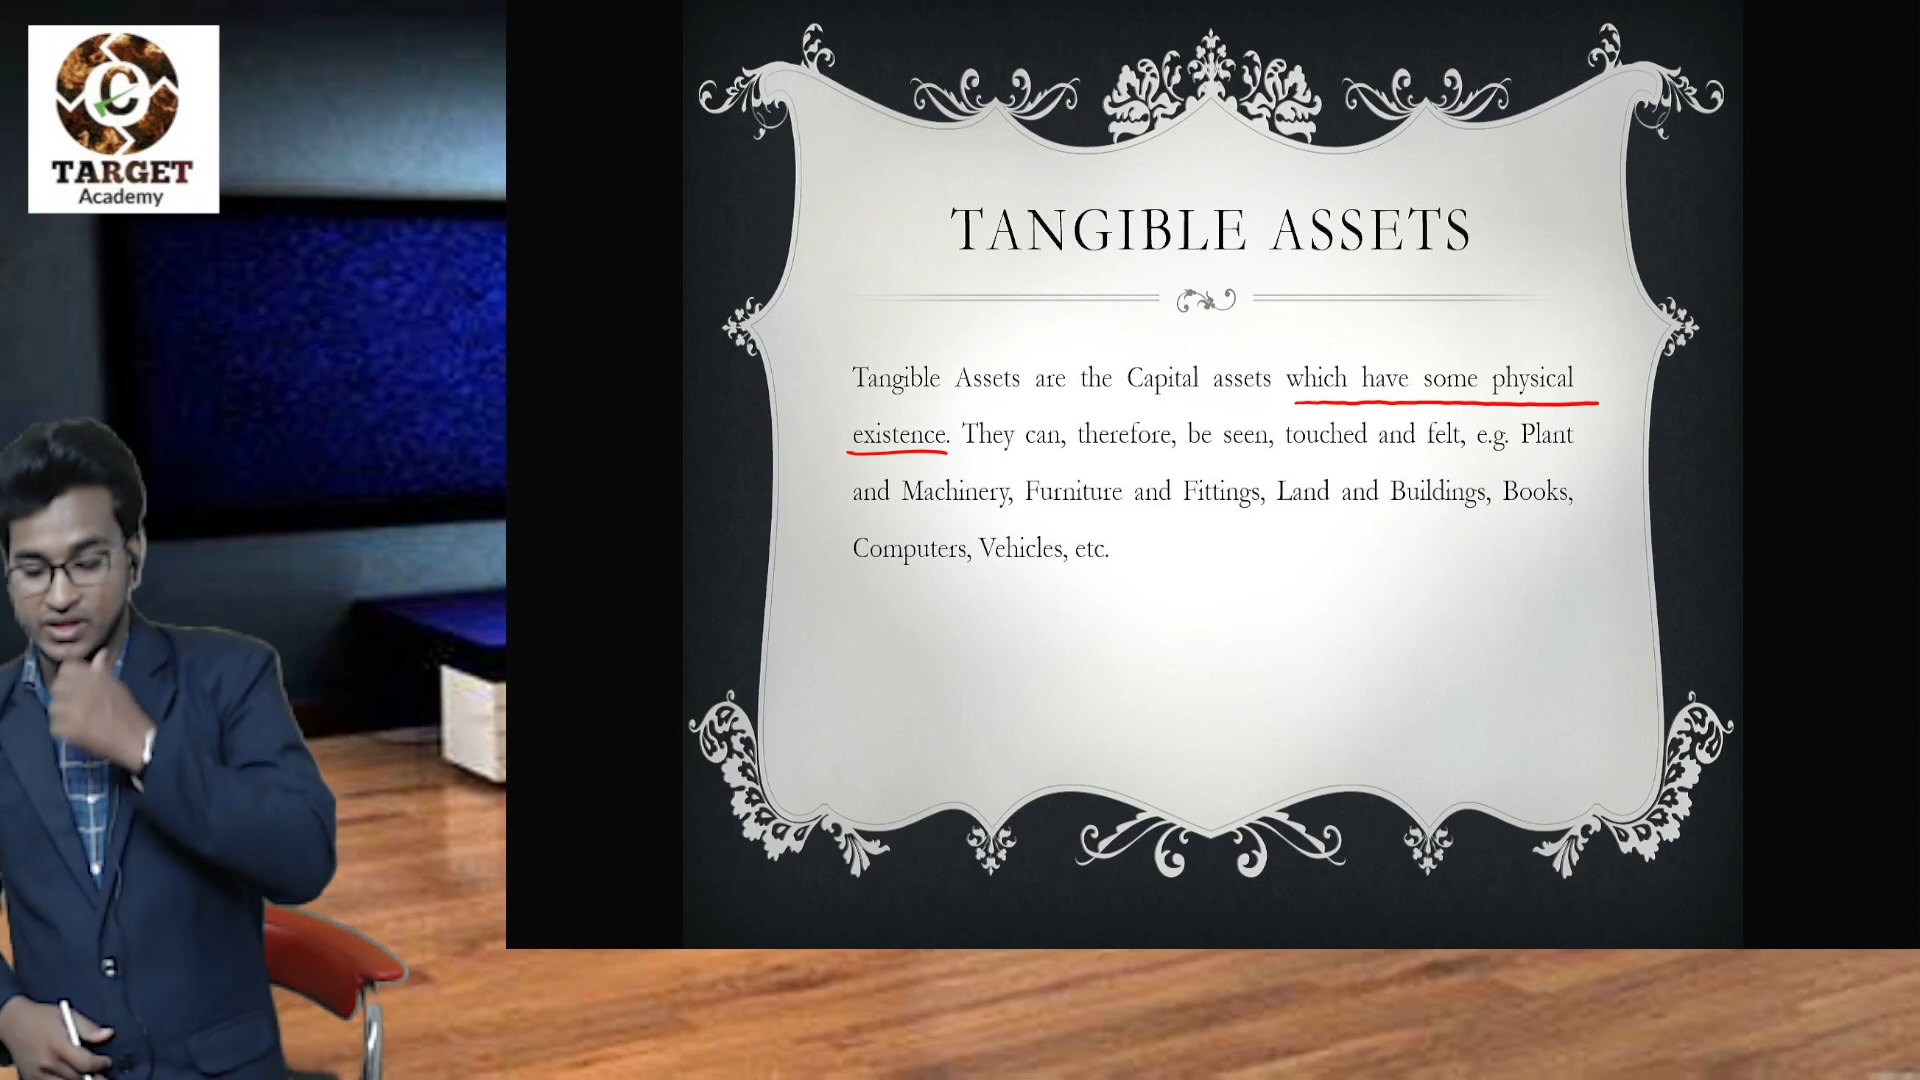 TARGET
Academy
TANGIBLE ASSETS
Tangible Assets are the Capital assets which have some physical
existence. They can, therefore, be seen, touched and felt, e.g. Plant
and Machinery, Furniture and Fittings, Land and Buildings, Books,
Computers, Vehicles, etc.